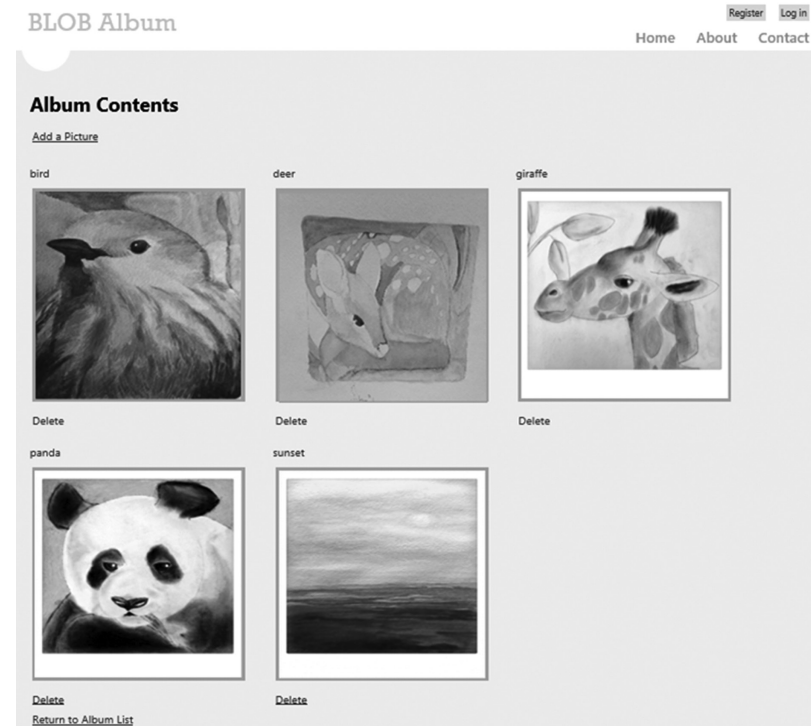 BLOB Album
Register Log in
Home About Contact
Album Contents
Add a Picture
bird deer giraffe
Delete Delete Delete
panda sunset
Delete Delete
Return to Album List